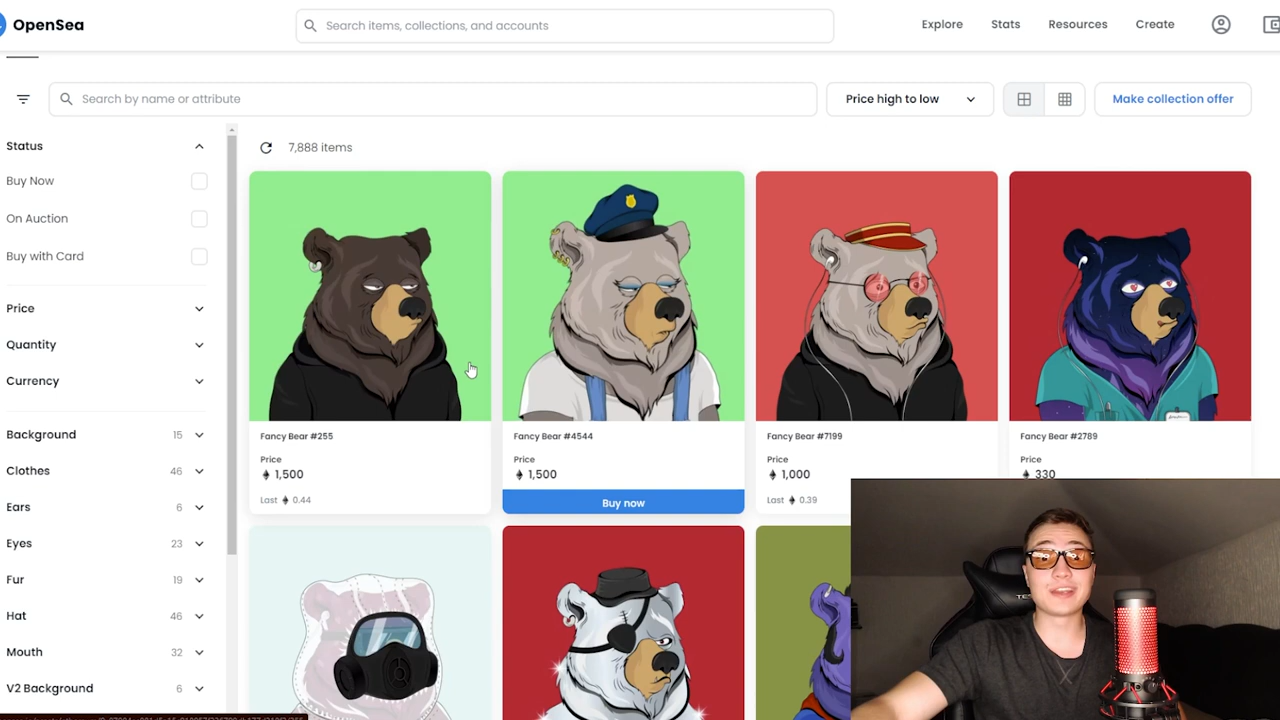 OpenSea
Search items, collections, and accounts
Explore
Stats
Resources
Create
Search by name or attribute
Price high to low
Make collection offer
Status
7,888 items
Buy Now
On Auction
Buy with Card
Price
Quantity
Currency
Background 15
Clothes 46
Ears 6
Eyes 23
Fur 19
Hat 46
Mouth 32
V2 Background 6
Fancy Bear #255
Price
1,500
Last 0.44
Fancy Bear #4544
Price
1,500
Buy now
Fancy Bear #7199
Price
1,000
Last 0.39
Fancy Bear #2789
Price
330